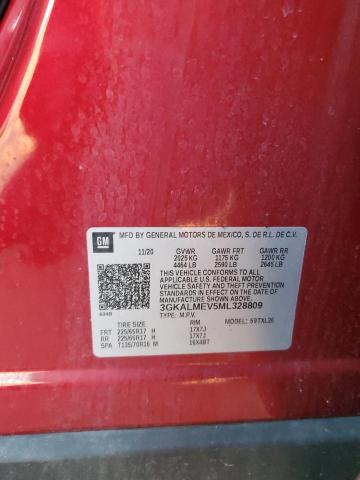 GM
MFD BY GENERAL MOTORS DE MEXICO, S. DE R.L. DE C.V.
11/20 GVWR GAWR FRT GAWR RR
2025 KG 1175 KG 1200 KG
4464 LB 2590 LB 2645 LB
THIS VEHICLE CONFORMS TO ALL APPLICABLE
U.S. FEDERAL MOTOR VEHICLE SAFETY
AND THEFT PREVENTION STANDARDS IN EFFECT
ON THE DATE OF MANUFACTURE SHOWN ABOVE.
3GKALMEV5ML328809
TYPE: M.P.V. MODEL: 69TXL26
TIRE SIZE RIM
FRT 225/65R17 H 17X7J
RR 225/65R17 H 17X7J
SPA T135/70R16 M 16X4BT